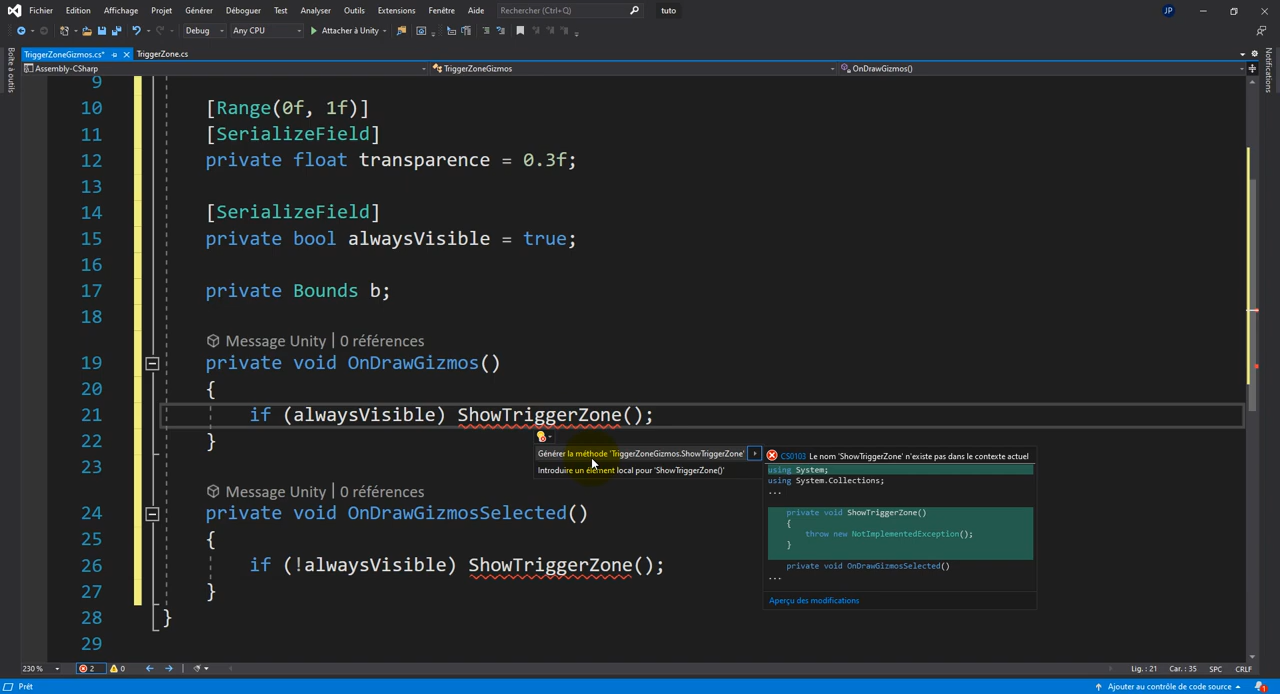 Fichier Edition Affichage Projet Générer Déboguer Test Analyser Outils Extensions Fenêtre Aide Rechercher (Ctrl+Q) tuto JP
Debug Any CPU Attacher à Unity
Boîte à outils
TriggerZoneGizmos.cs* TriggerZone.cs
Notifications
Assembly-CSharp TriggerZoneGizmos OnDrawGizmos()
9
10 [Range(0f, 1f)]
11 [SerializeField]
12 private float transparence = 0.3f;
13
14 [SerializeField]
15 private bool alwaysVisible = true;
16
17 private Bounds b;
18
Message Unity | 0 références
19 private void OnDrawGizmos()
20 {
21 if (alwaysVisible) ShowTriggerZone();
22 }
23
Message Unity | 0 références
24 private void OnDrawGizmosSelected()
25 {
26 if (!alwaysVisible) ShowTriggerZone();
27 }
28 }
29
Générer la méthode 'TriggerZoneGizmos.ShowTriggerZone'
Introduire un élément local pour 'ShowTriggerZone()'
CS0103 Le nom 'ShowTriggerZone' n'existe pas dans le contexte actuel
using System;
using System.Collections;
...
private void ShowTriggerZone()
{
throw new NotImplementedException();
}
private void OnDrawGizmosSelected()
...
Aperçu des modifications
230 % 2 0 Lig. : 21 Car. : 35 SPC CRLF
Prêt Ajouter au contrôle de code source 1